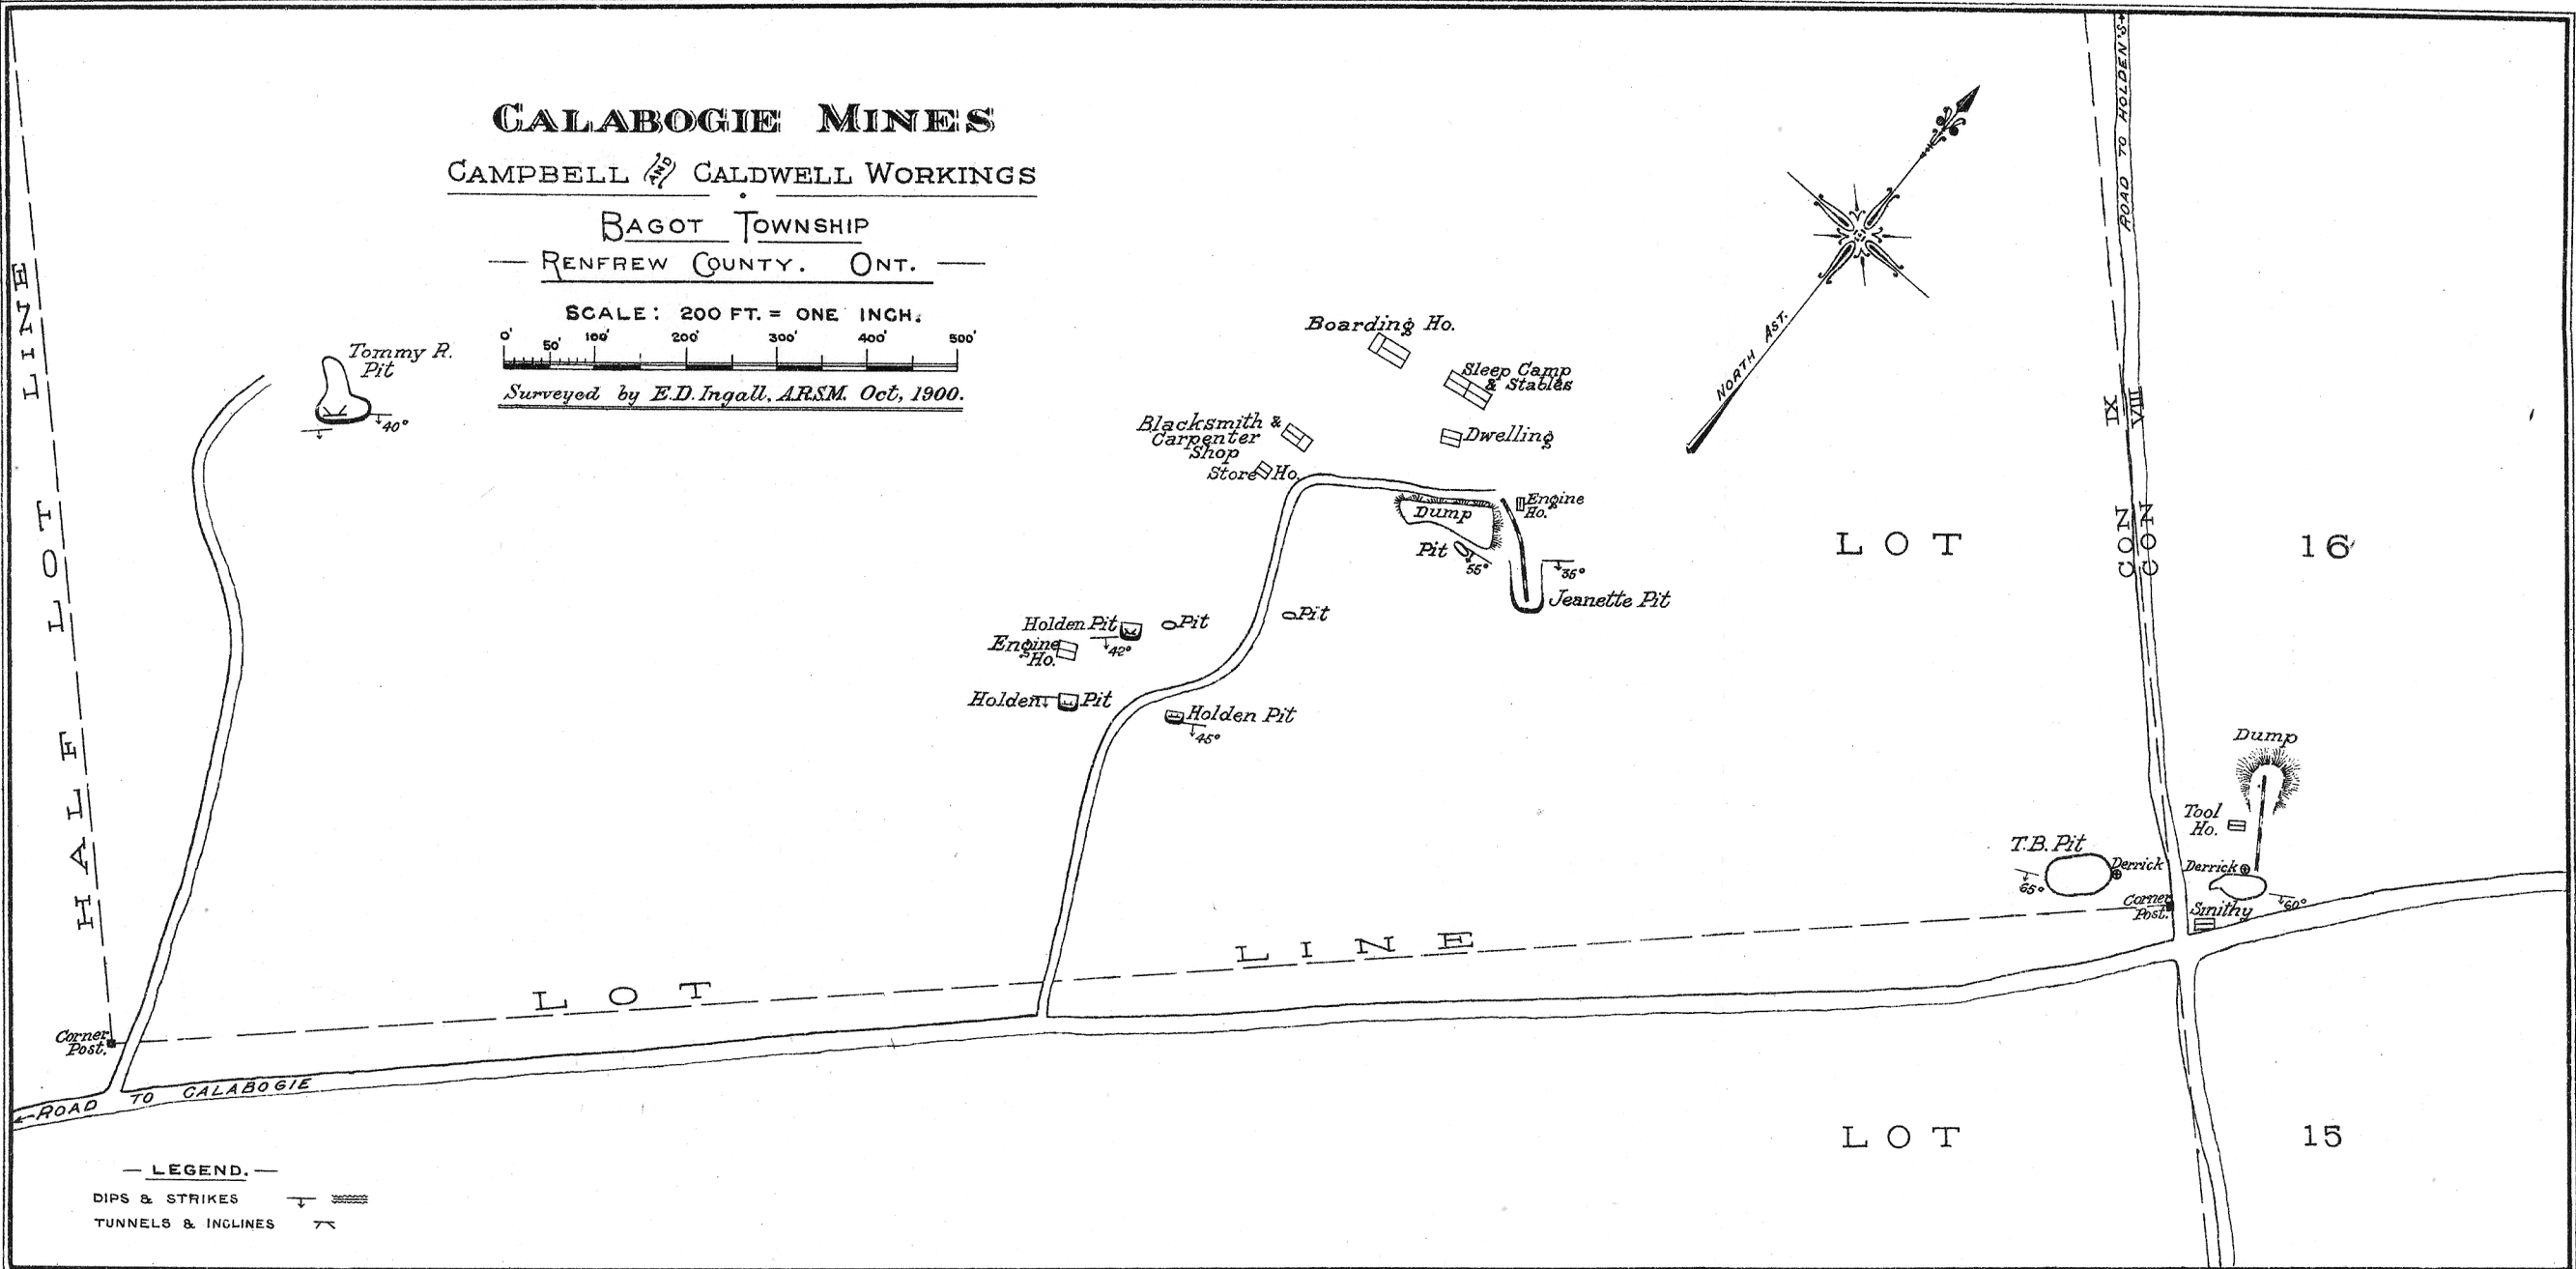 CALABOGIE MINES
CAMPBELL AND CALDWELL WORKINGS
BAGOT TOWNSHIP
— RENFREW COUNTY. ONT. —
SCALE: 200 FT. = ONE INCH.
0' 50' 100' 200' 300' 400' 500'
Surveyed by E.D. Ingall, A.R.S.M. Oct, 1900.
HALF LOT LINE
Tommy R.
Pit
40°
Boarding Ho.
Sleep Camp
& Stables
Blacksmith &
Carpenter
Shop
Dwelling
Store Ho.
Engine
Ho.
Dump
Pit
55°
35°
Jeanette Pit
Pit
Holden Pit
Pit
42°
Engine
Ho.
Holden Pit
Holden Pit
45°
NORTH AST.
ROAD TO HOLDEN'S
IX
VIII
CON
CON
LOT 16
Dump
Tool
Ho.
T.B. Pit
Derrick
Derrick
65°
60°
Corner
Post.
Smithy
LOT LINE
Corner
Post.
ROAD TO CALABOGIE
LOT 15
— LEGEND. —
DIPS & STRIKES
TUNNELS & INCLINES